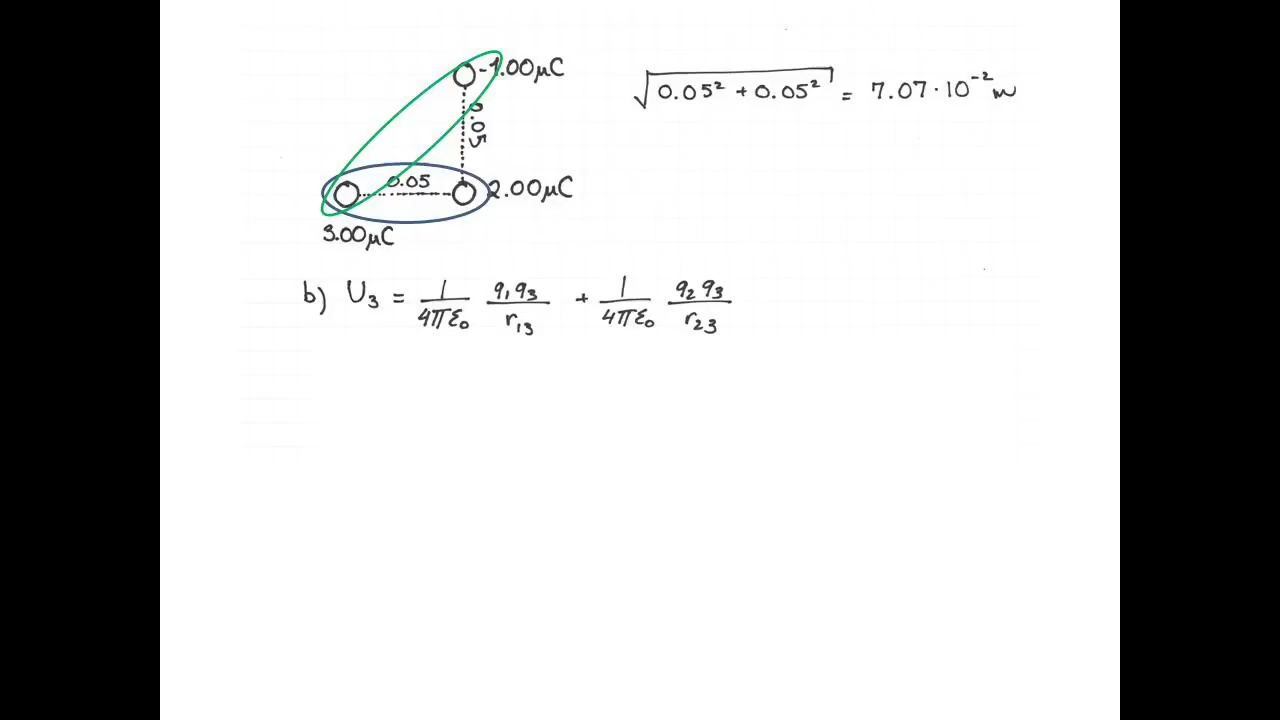 -1.00μC
√0.05² + 0.05² = 7.07·10⁻² m
0.05
0.05
2.00μC
3.00μC
b) U₃ = 1/4πε₀ q₁q₃/r₁₃ + 1/4πε₀ q₂q₃/r₂₃